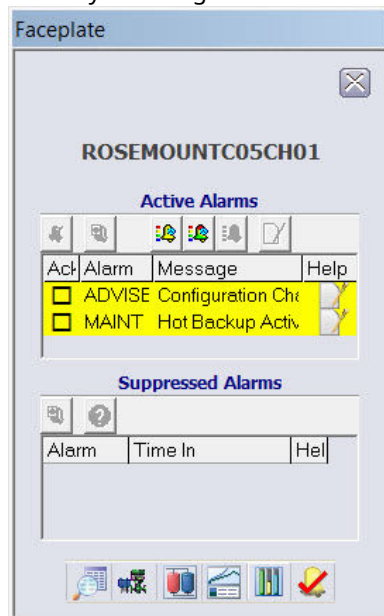 Faceplate
ROSEMOUNTC05CH01
Active Alarms
Ack Alarm Message Help
ADVISE Configuration Cha
MAINT Hot Backup Activ
Suppressed Alarms
Alarm Time In Hel